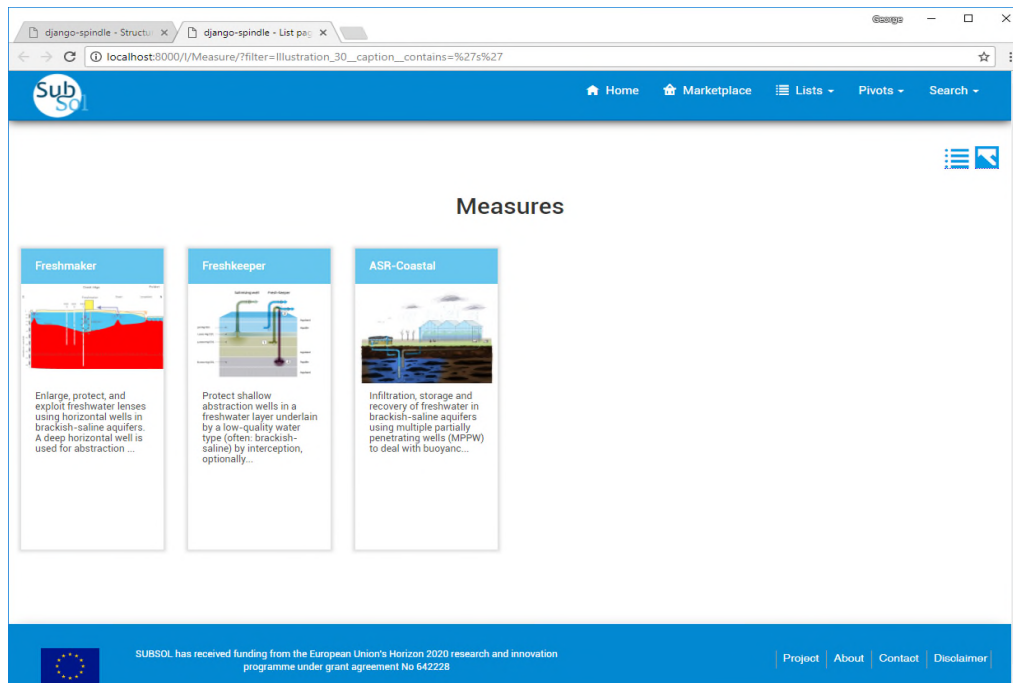 George
django-spindle - Structu
django-spindle - List pag
localhost:8000/l/Measure/?filter=Illustration_30__caption__contains=%27s%27
Sub
Sol
Home Marketplace Lists Pivots Search
Measures
Freshmaker
Enlarge, protect, and
exploit freshwater lenses
using horizontal wells in
brackish-saline aquifers.
A deep horizontal well is
used for abstraction ...
Freshkeeper
Protect shallow
abstraction wells in a
freshwater layer underlain
by a low-quality water
type (often: brackish-
saline) by interception,
optionally...
ASR-Coastal
Infiltration, storage and
recovery of freshwater in
brackish-saline aquifers
using multiple partially
penetrating wells (MPPW)
to deal with buoyanc...
SUBSOL has received funding from the European Union's Horizon 2020 research and innovation
programme under grant agreement No 642228
Project About Contact Disclaimer